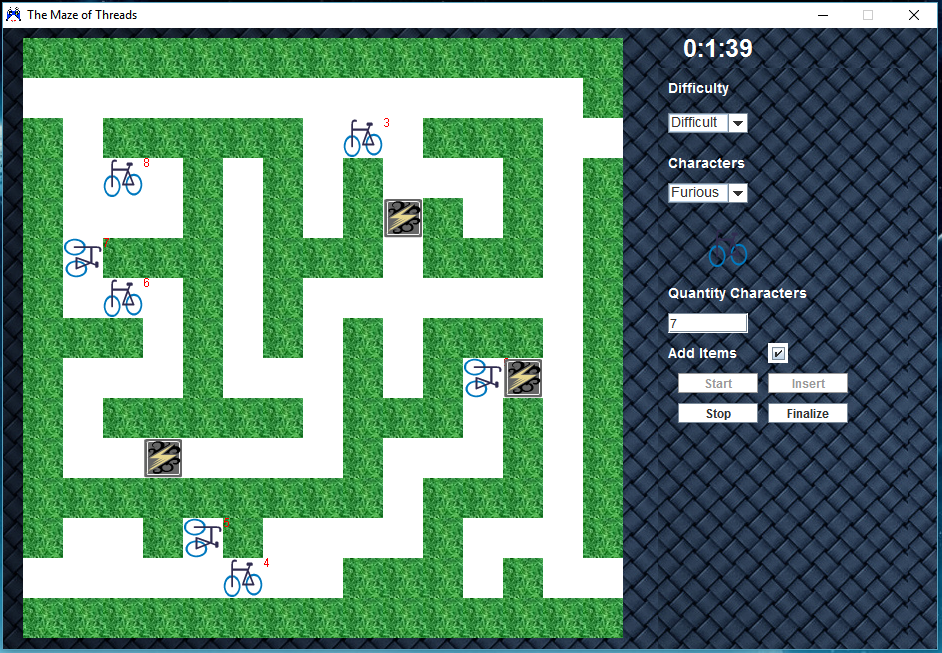 The Maze of Threads
0:1:39
Difficulty
Difficult
Characters
Furious
Quantity Characters
7
Add Items
Start Insert
Stop Finalize
3
8
7
6
4